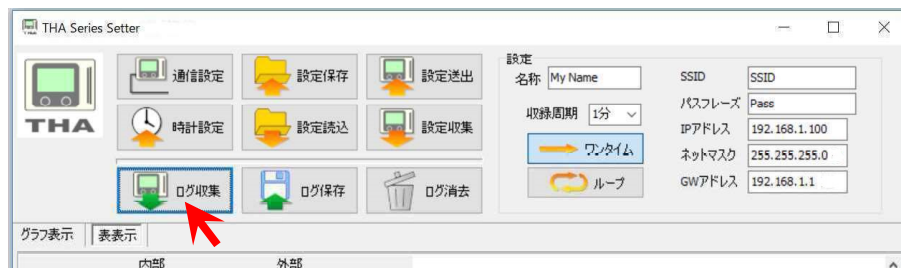 THA Series Setter
通信設定 設定保存 設定送出
THA
時計設定 設定読込 設定収集
ログ収集 ログ保存 ログ消去
設定
名称 My Name
収録周期 1分
ワンタイム
ループ
SSID SSID
パスフレーズ Pass
IPアドレス 192.168.1.100
ネットマスク 255.255.255.0
GWアドレス 192.168.1.1
グラフ表示 表表示
内部 外部